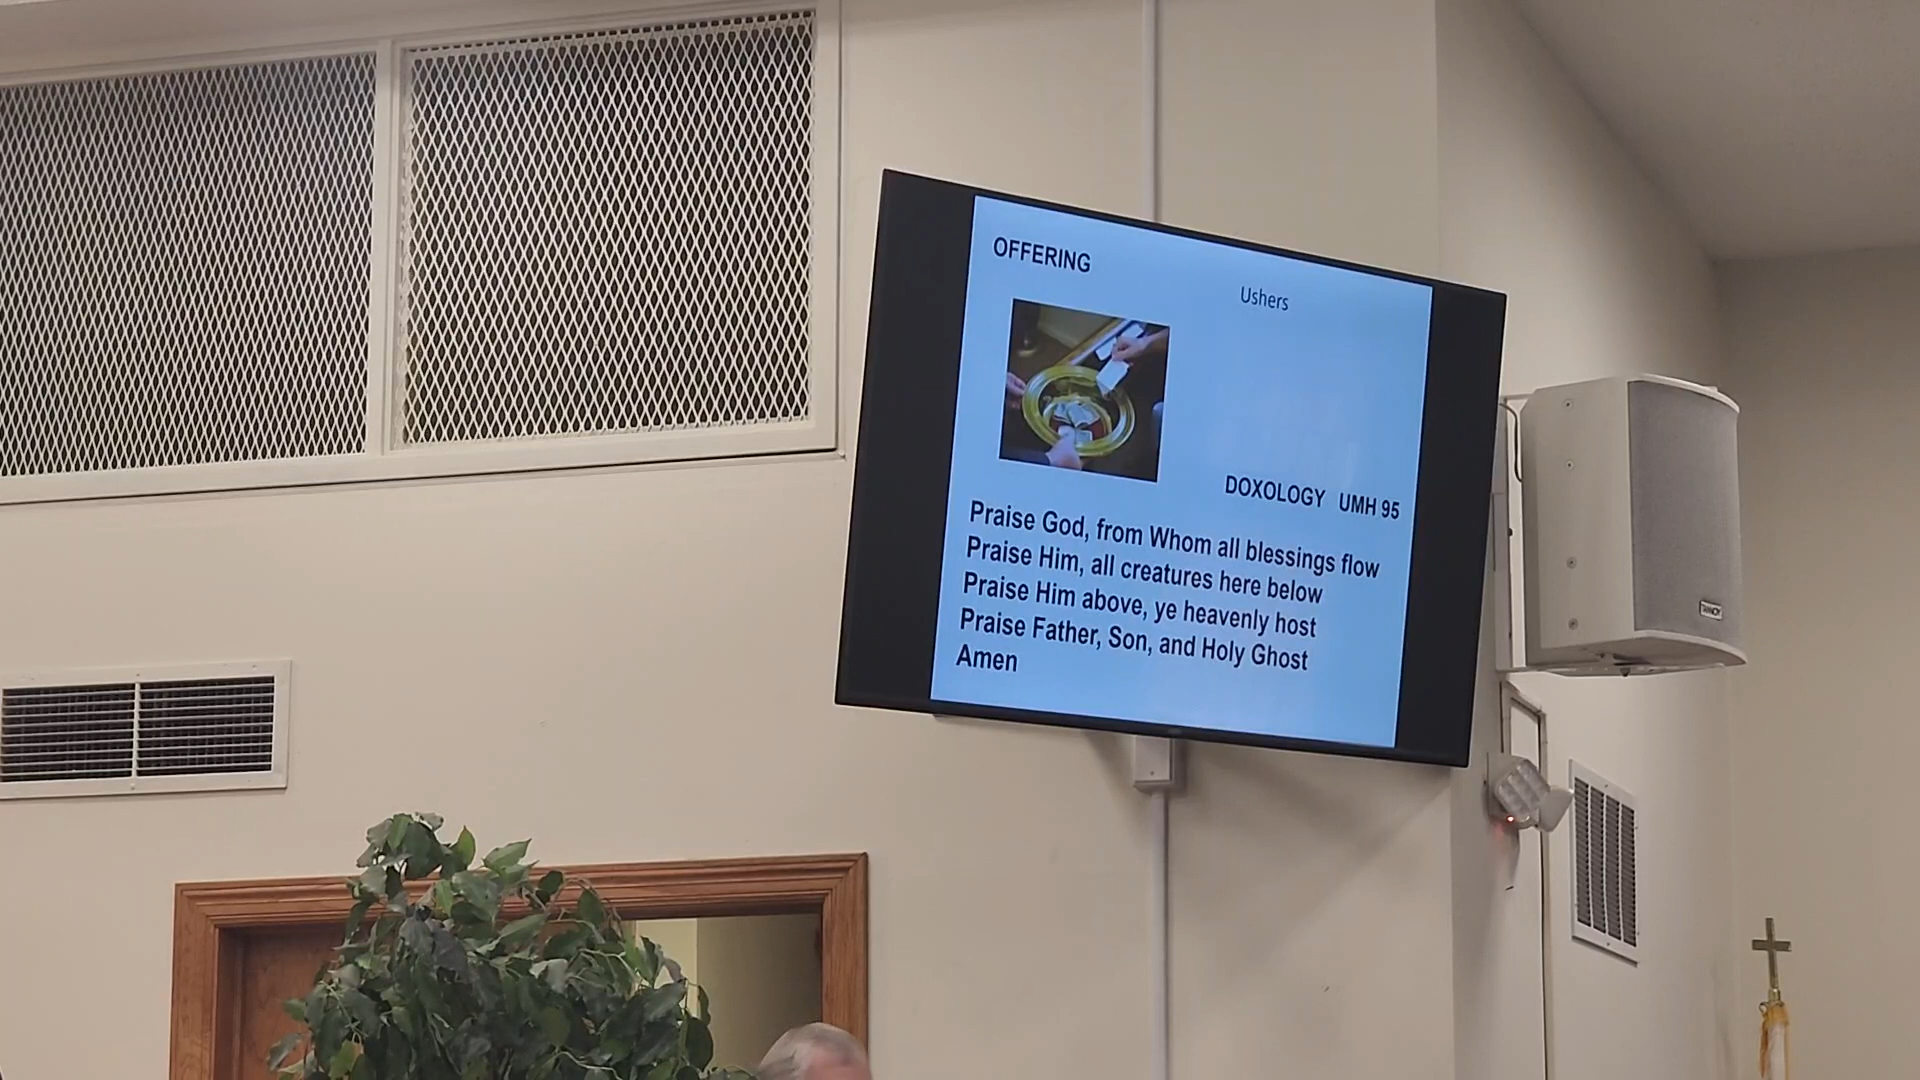 OFFERING
Ushers
DOXOLOGY UMH 95
Praise God, from Whom all blessings flow
Praise Him, all creatures here below
Praise Him above, ye heavenly host
Praise Father, Son, and Holy Ghost
Amen
TANNOY